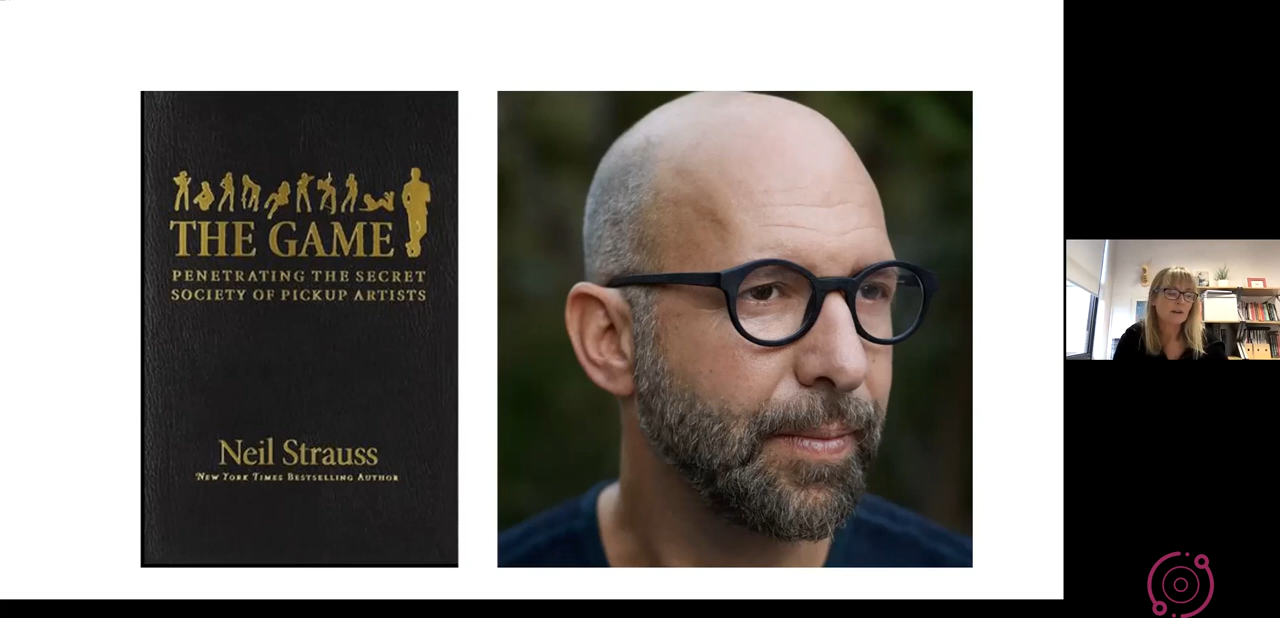 THE GAME
PENETRATING THE SECRET
SOCIETY OF PICKUP ARTISTS
Neil Strauss
New York Times Bestselling Author